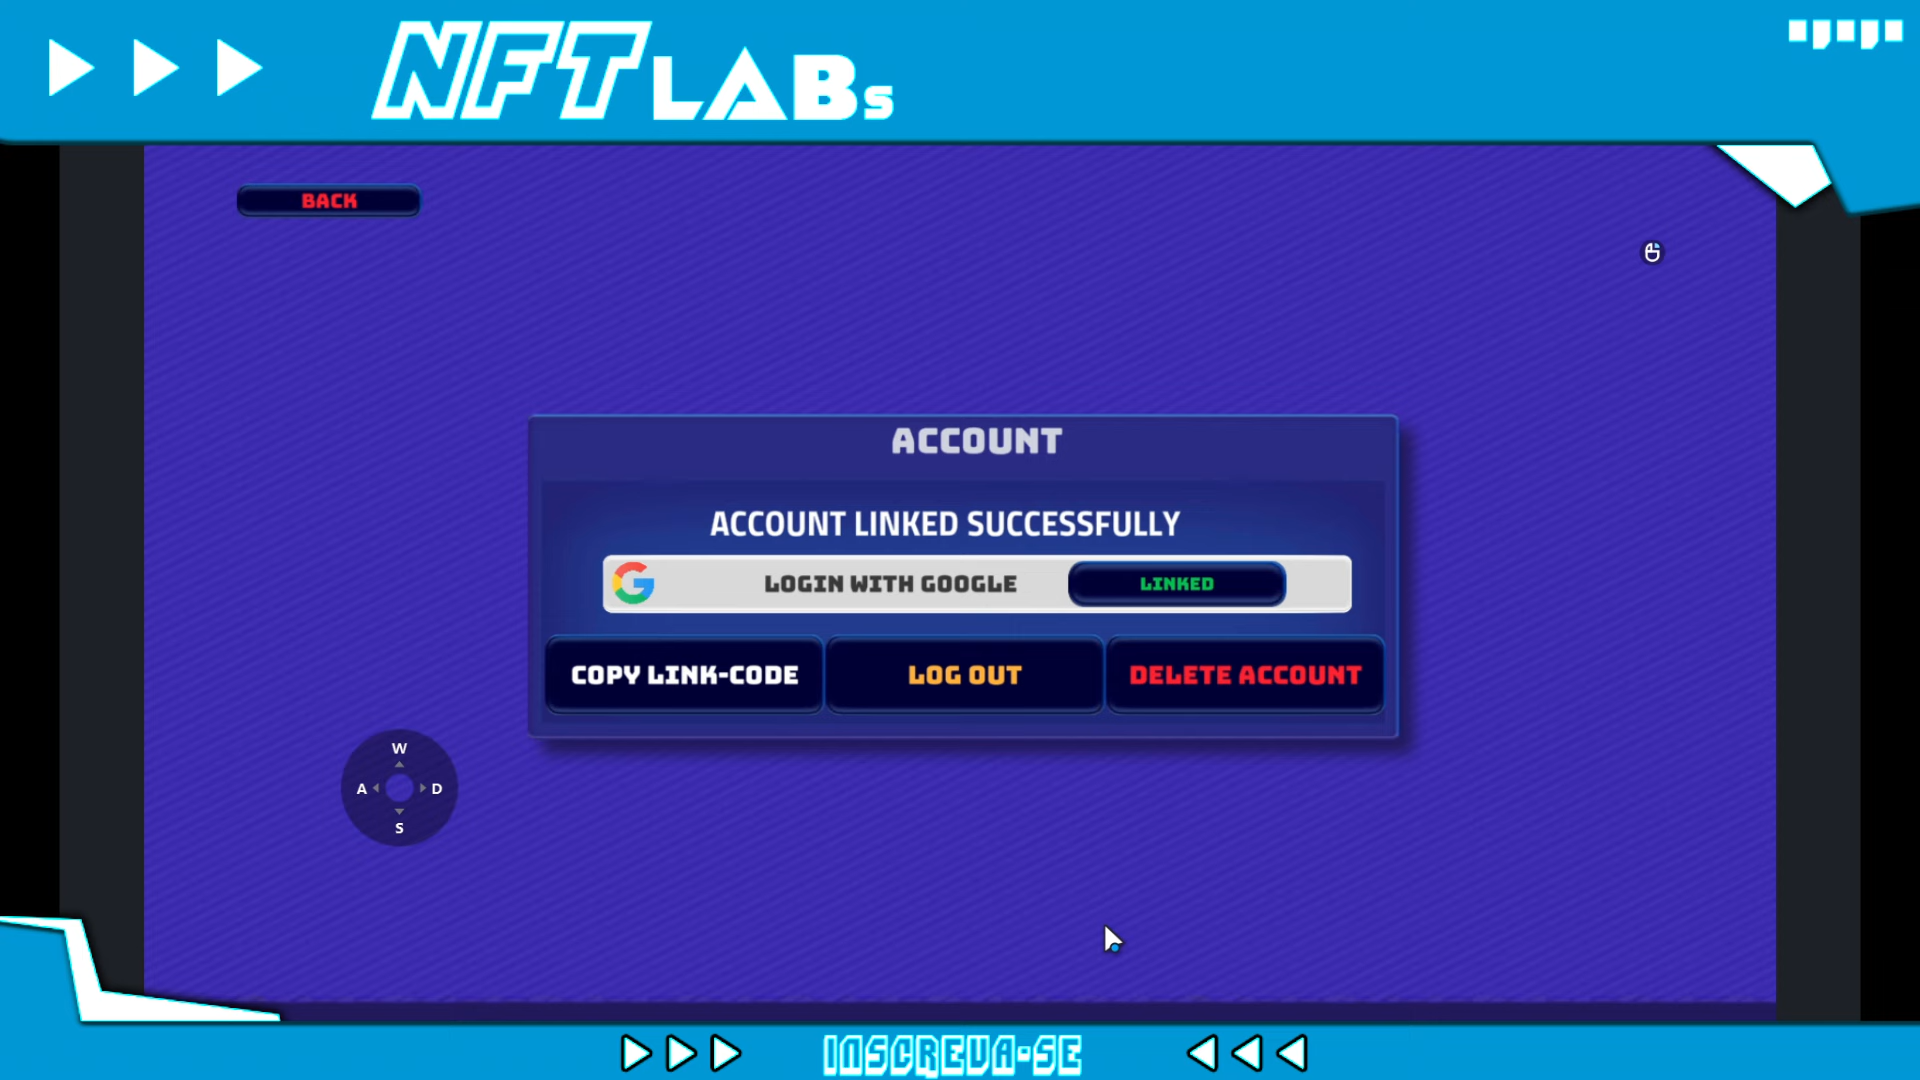 NFT LABs
BACK
ACCOUNT
ACCOUNT LINKED SUCCESSFULLY
LOGIN WITH GOOGLE LINKED
COPY LINK-CODE LOG OUT DELETE ACCOUNT
W
A D
S
INSCREVA-SE